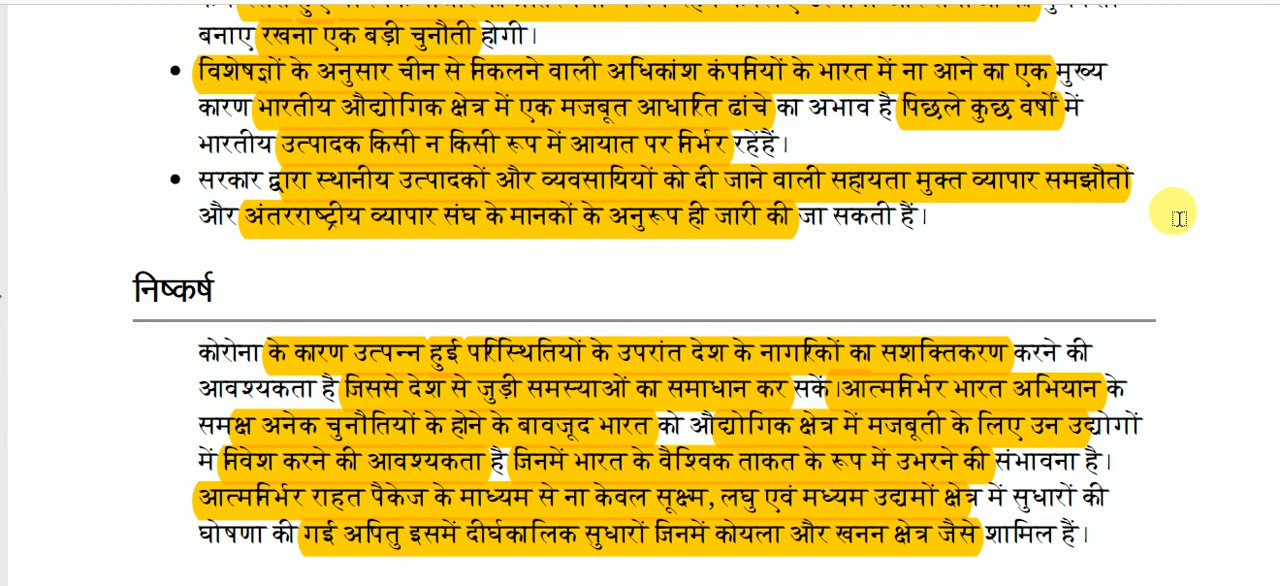 बनाए रखना एक बड़ी चुनौती होगी।
• विशेषज्ञों के अनुसार चीन से निकलने वाली अधिकांश कंपनियों के भारत में ना आने का एक मुख्य
कारण भारतीय औद्योगिक क्षेत्र में एक मजबूत आधारित ढांचे का अभाव है पिछले कुछ वर्षों में
भारतीय उत्पादक किसी न किसी रूप में आयात पर निर्भर रहेंहैं।
• सरकार द्वारा स्थानीय उत्पादकों और व्यवसायियों को दी जाने वाली सहायता मुक्त व्यापार समझौतों
और अंतरराष्ट्रीय व्यापार संघ के मानकों के अनुरूप ही जारी की जा सकती हैं।
निष्कर्ष
कोरोना के कारण उत्पन्न हुई परिस्थितियों के उपरांत देश के नागरिकों का सशक्तिकरण करने की
आवश्यकता है जिससे देश से जुड़ी समस्याओं का समाधान कर सकें।आत्मनिर्भर भारत अभियान के
समक्ष अनेक चुनौतियों के होने के बावजूद भारत को औद्योगिक क्षेत्र में मजबूती के लिए उन उद्योगों
में निवेश करने की आवश्यकता है जिनमें भारत के वैश्विक ताकत के रूप में उभरने की संभावना है।
आत्मनिर्भर राहत पैकेज के माध्यम से ना केवल सूक्ष्म, लघु एवं मध्यम उद्यमों क्षेत्र में सुधारों की
घोषणा की गई अपितु इसमें दीर्घकालिक सुधारों जिनमें कोयला और खनन क्षेत्र जैसे शामिल हैं।